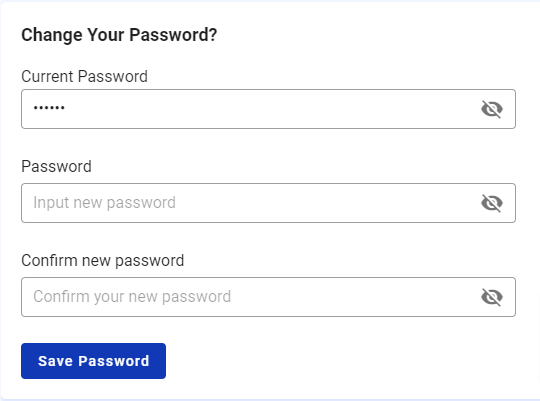 Change Your Password?
Current Password
••••••
Password
Input new password
Confirm new password
Confirm your new password
Save Password